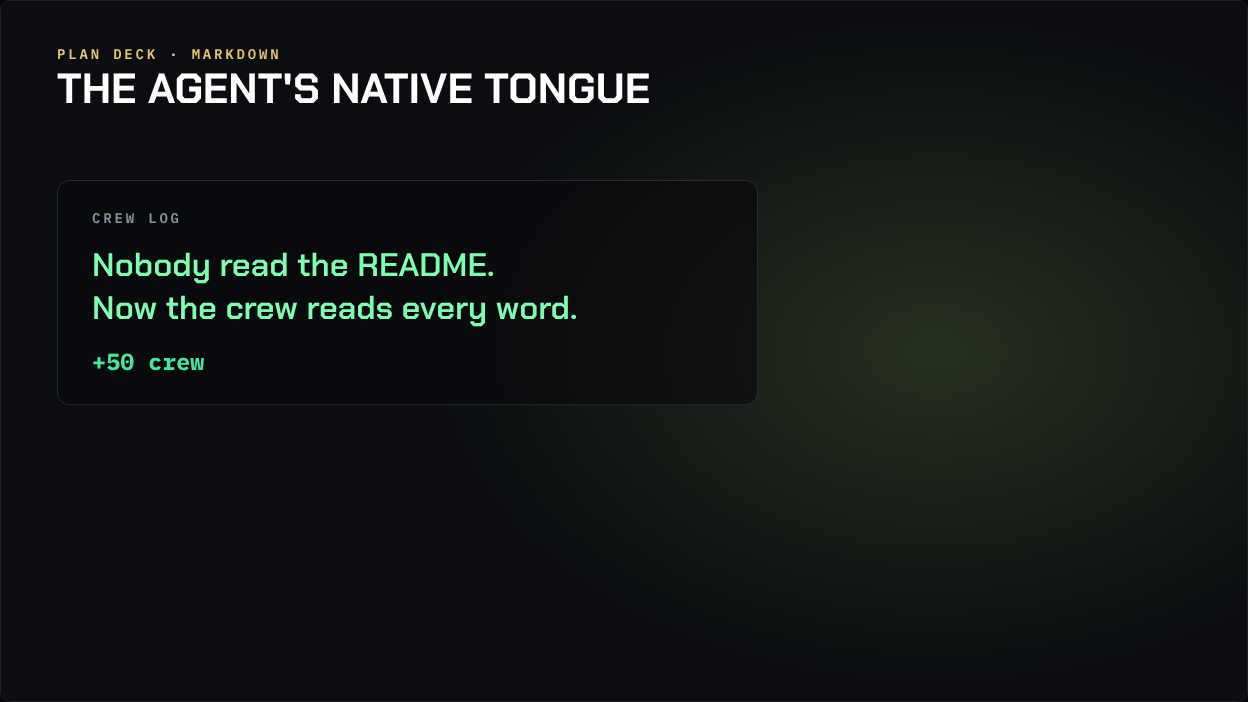 PLAN DECK · MARKDOWN
THE AGENT'S NATIVE TONGUE
CREW LOG
Nobody read the README.
Now the crew reads every word.
+50 crew